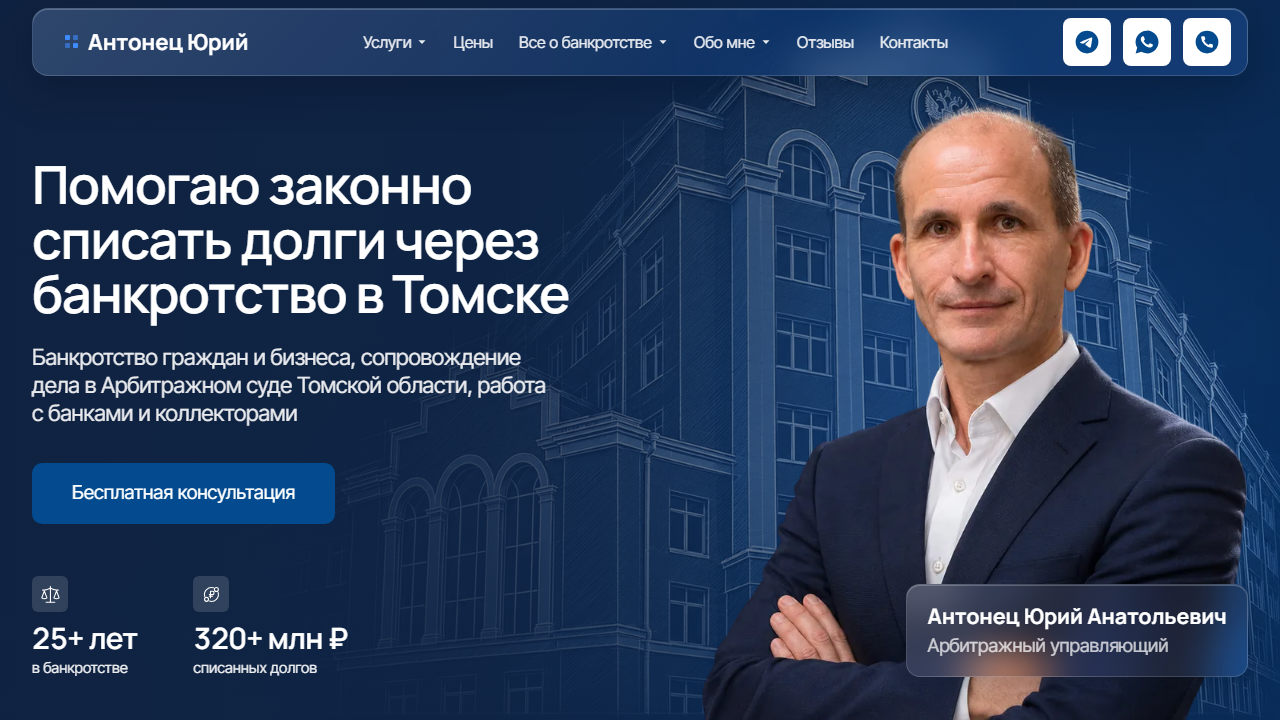 Антонец Юрий
Услуги
Цены
Все о банкротстве
Обо мне
Отзывы
Контакты
Помогаю законно
списать долги через
банкротство в Томске
Банкротство граждан и бизнеса, сопровождение
дела в Арбитражном суде Томской области, работа
с банками и коллекторами
Бесплатная консультация
25+ лет
в банкротстве
320+ млн ₽
списанных долгов
Антонец Юрий Анатольевич
Арбитражный управляющий